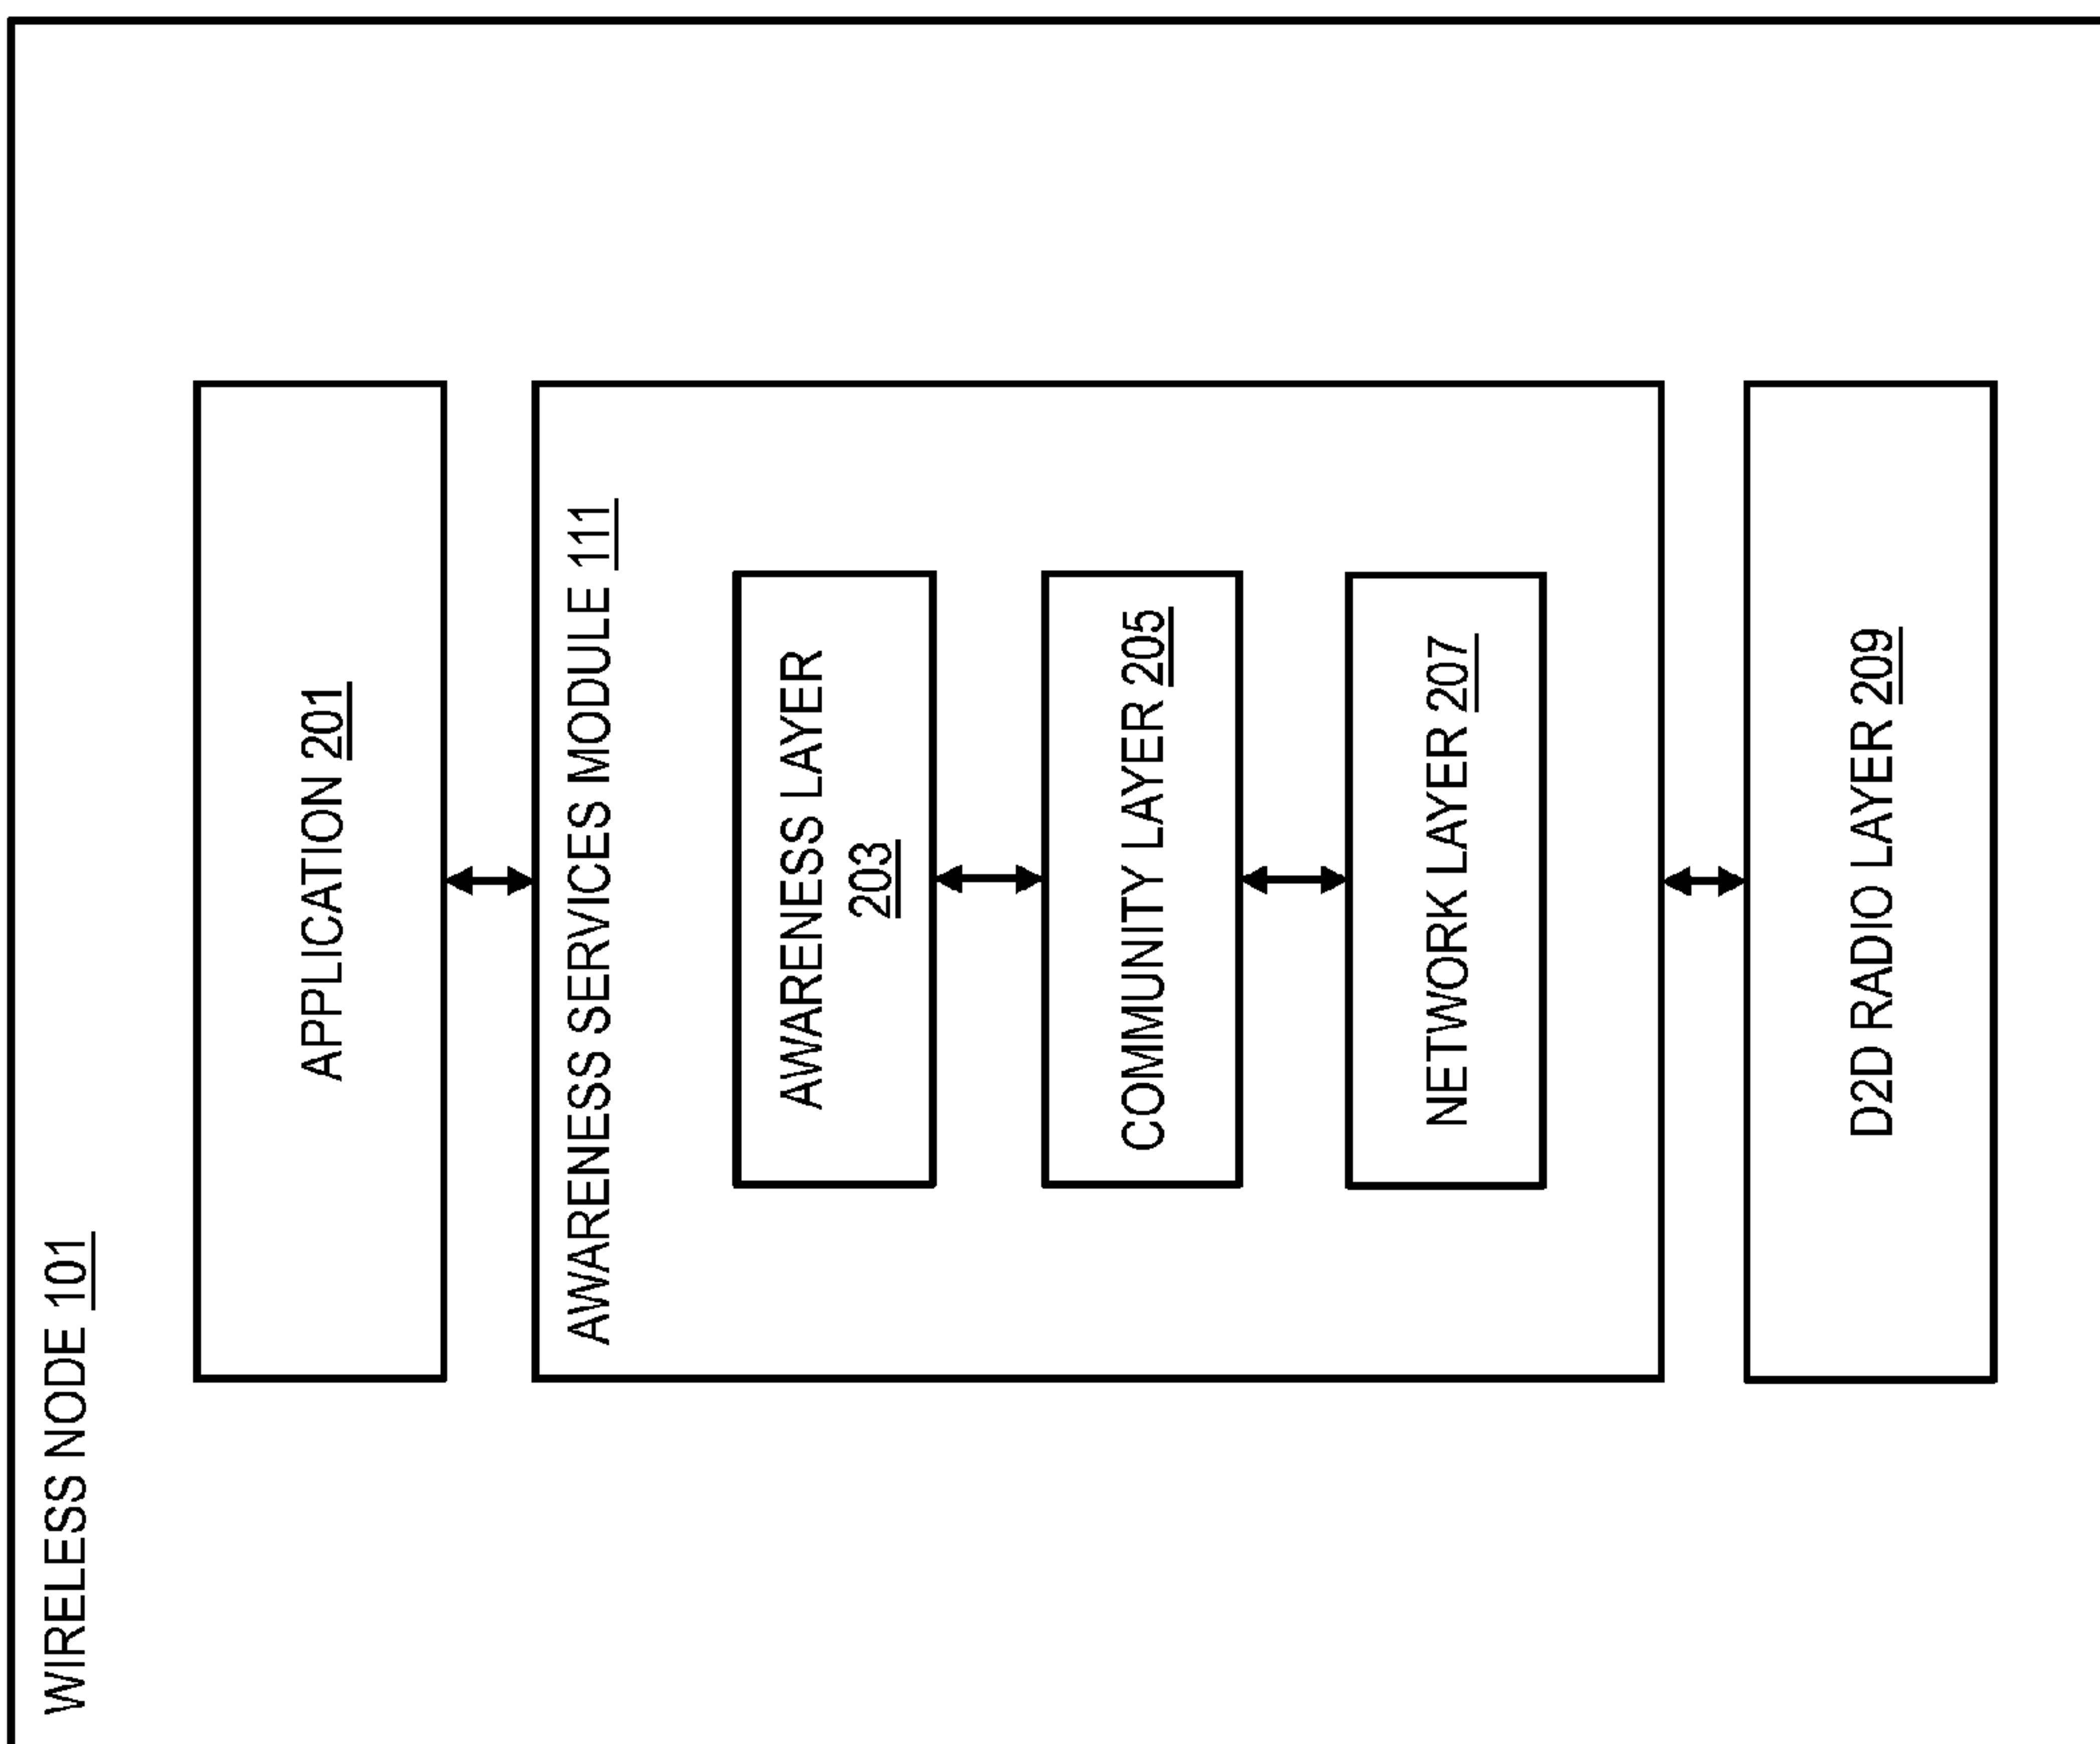 WIRELESS NODE 101
APPLICATION 201
AWARENESS SERVICES MODULE 111
AWARENESS LAYER
203
COMMUNITY LAYER 205
NETWORK LAYER 207
D2D RADIO LAYER 209